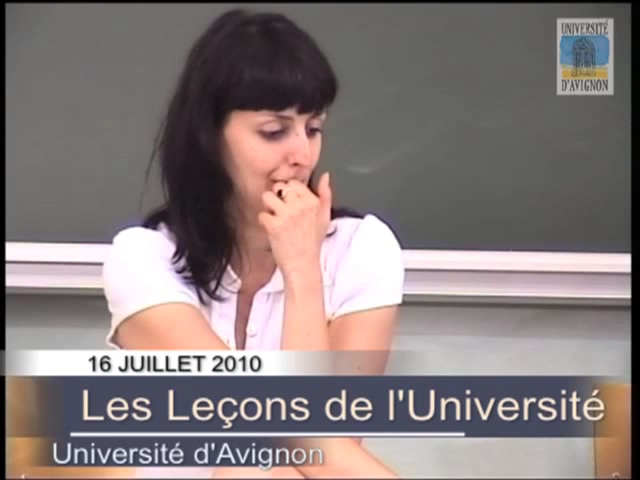 UNIVERSITÉ
D'AVIGNON
16 JUILLET 2010
Les Leçons de l'Université
Université d'Avignon